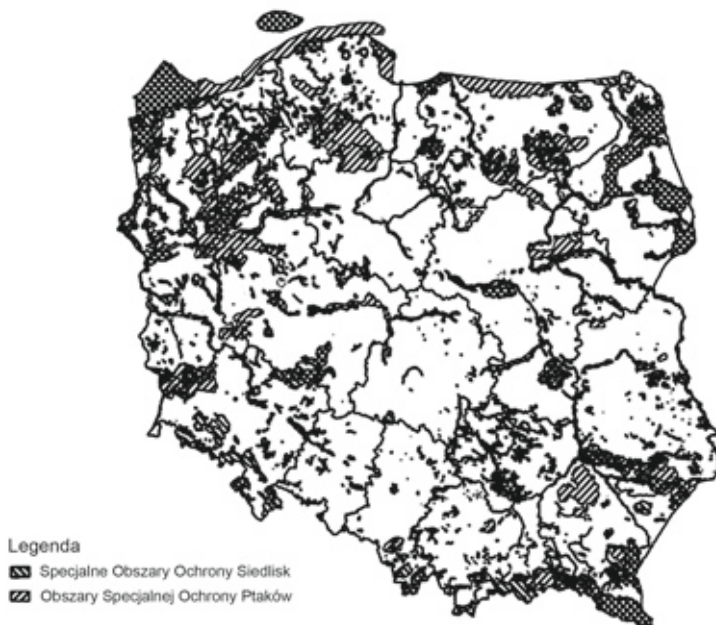 Legenda
Specjalne Obszary Ochrony Siedlisk
Obszary Specjalnej Ochrony Ptaków